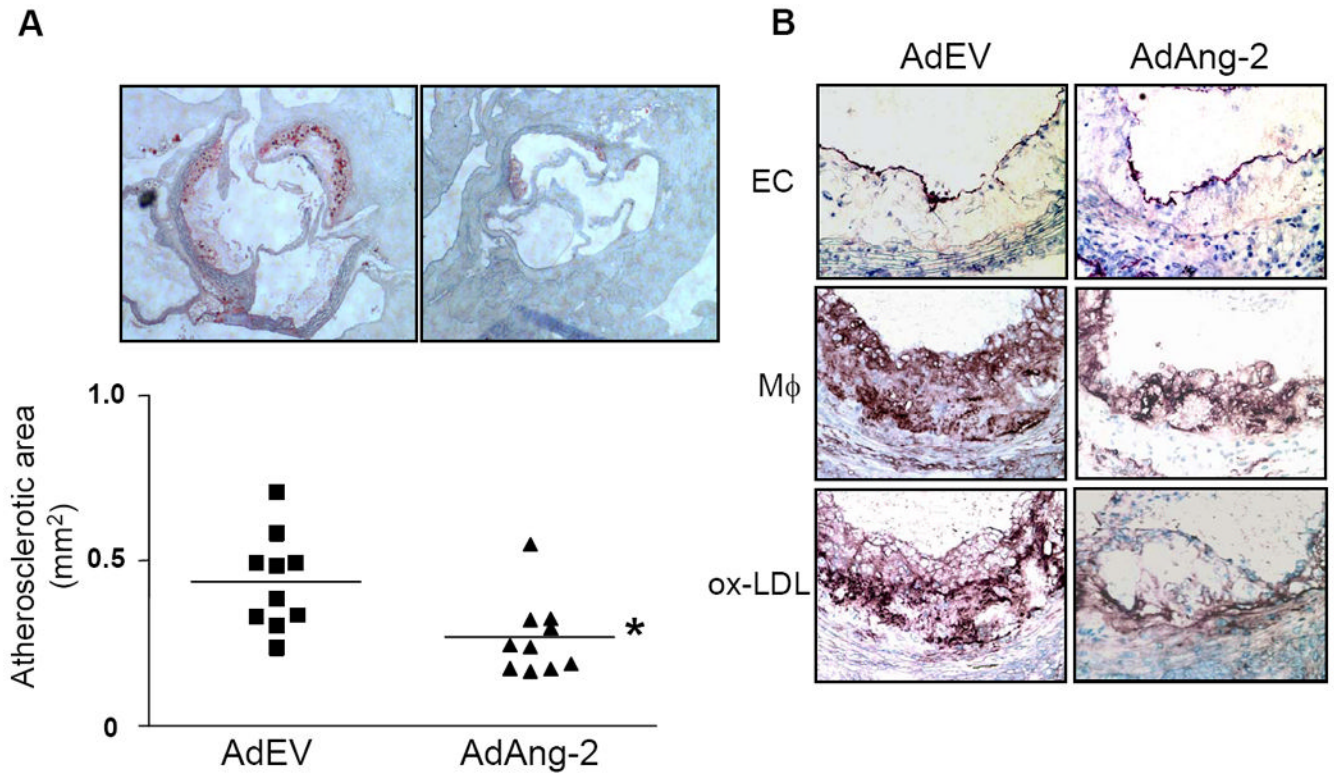 A
1.0
0.5
0
Atherosclerotic area
(mm²)
*
AdEV
AdAng-2
B
AdEV
AdAng-2
EC
Mϕ
ox-LDL